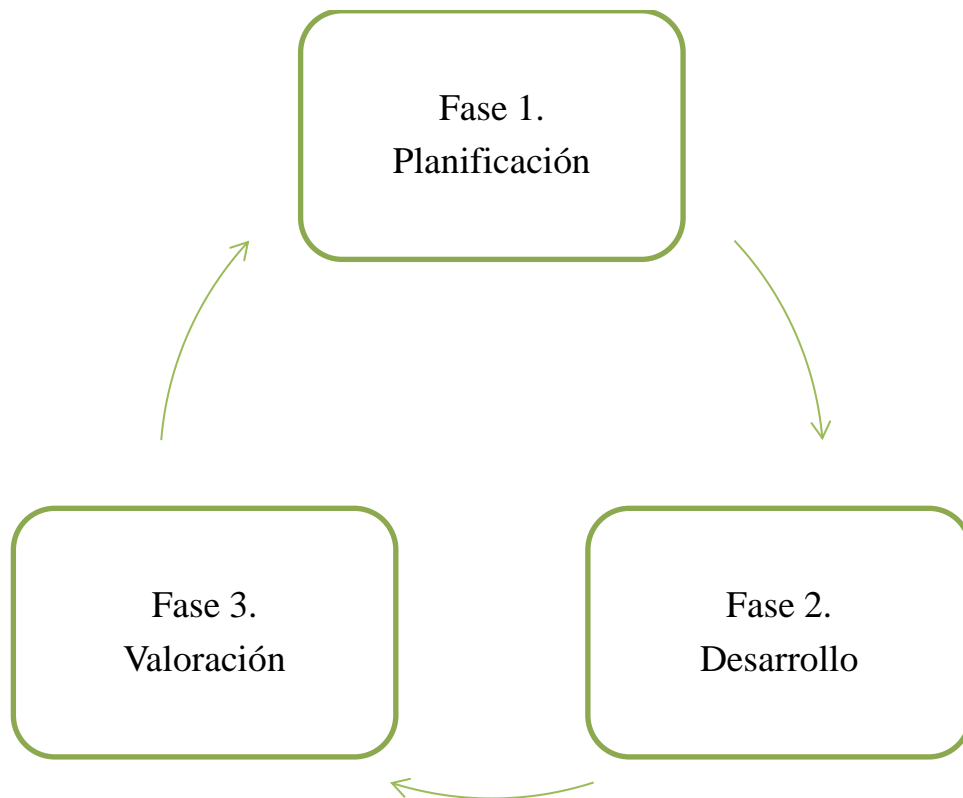 Fase 1.
Planificación
Fase 2.
Desarrollo
Fase 3.
Valoración